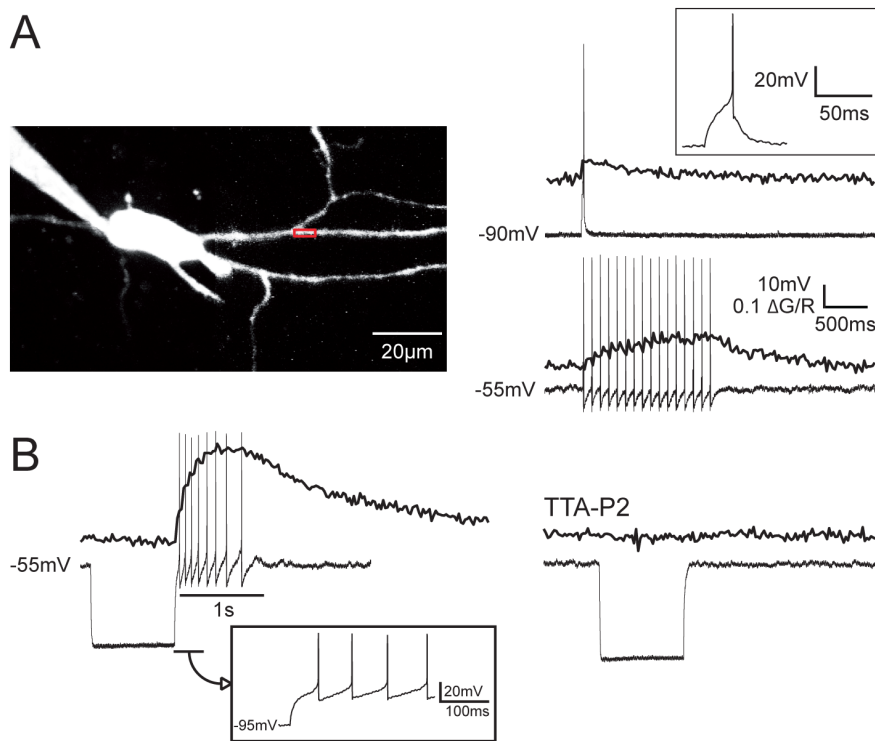 A
20µm
20mV
50ms
-90mV
10mV
0.1 ΔG/R
500ms
-55mV
B
-55mV
1s
-95mV
20mV
100ms
TTA-P2